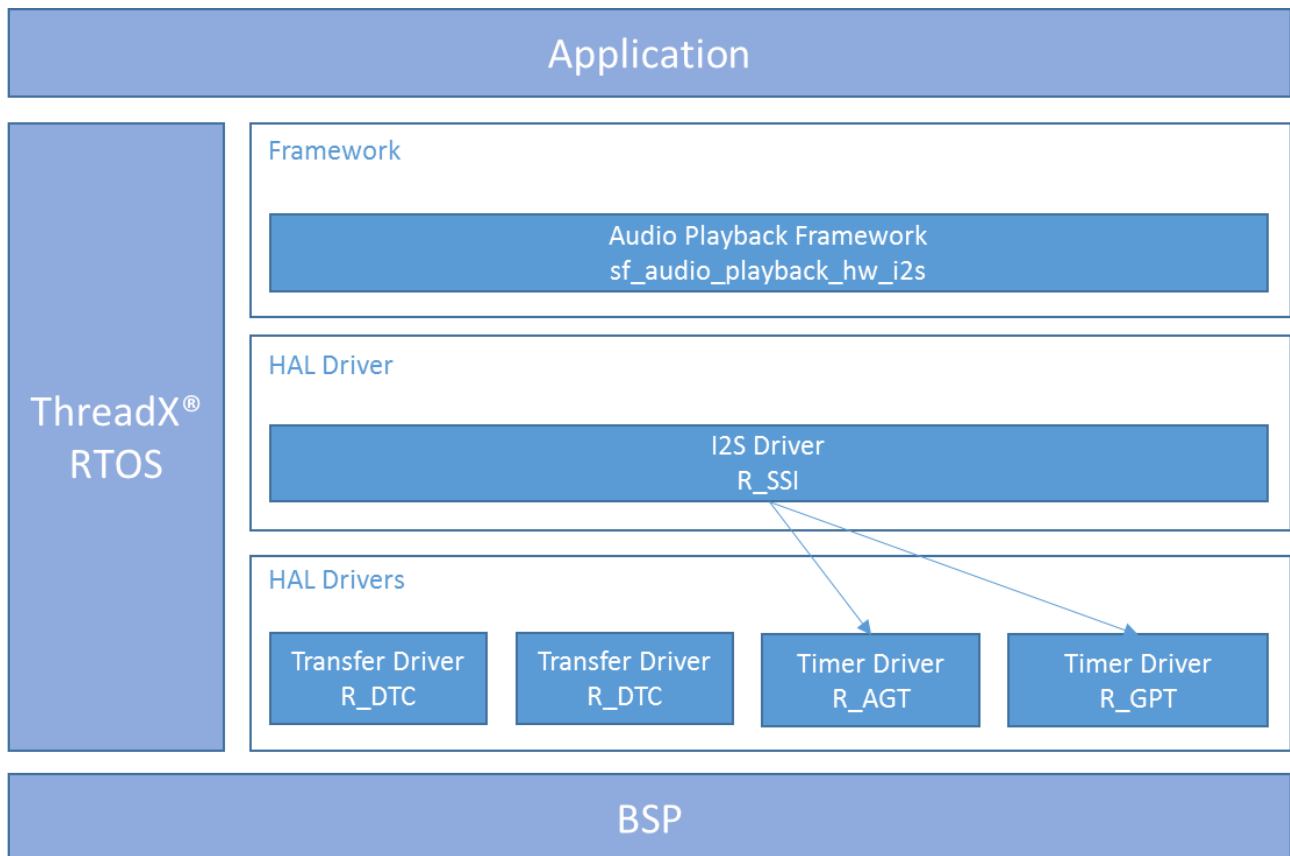 Application
ThreadX®
RTOS
Framework
Audio Playback Framework
sf_audio_playback_hw_i2s
HAL Driver
I2S Driver
R_SSI
HAL Drivers
Transfer Driver
R_DTC
Transfer Driver
R_DTC
Timer Driver
R_AGT
Timer Driver
R_GPT
BSP